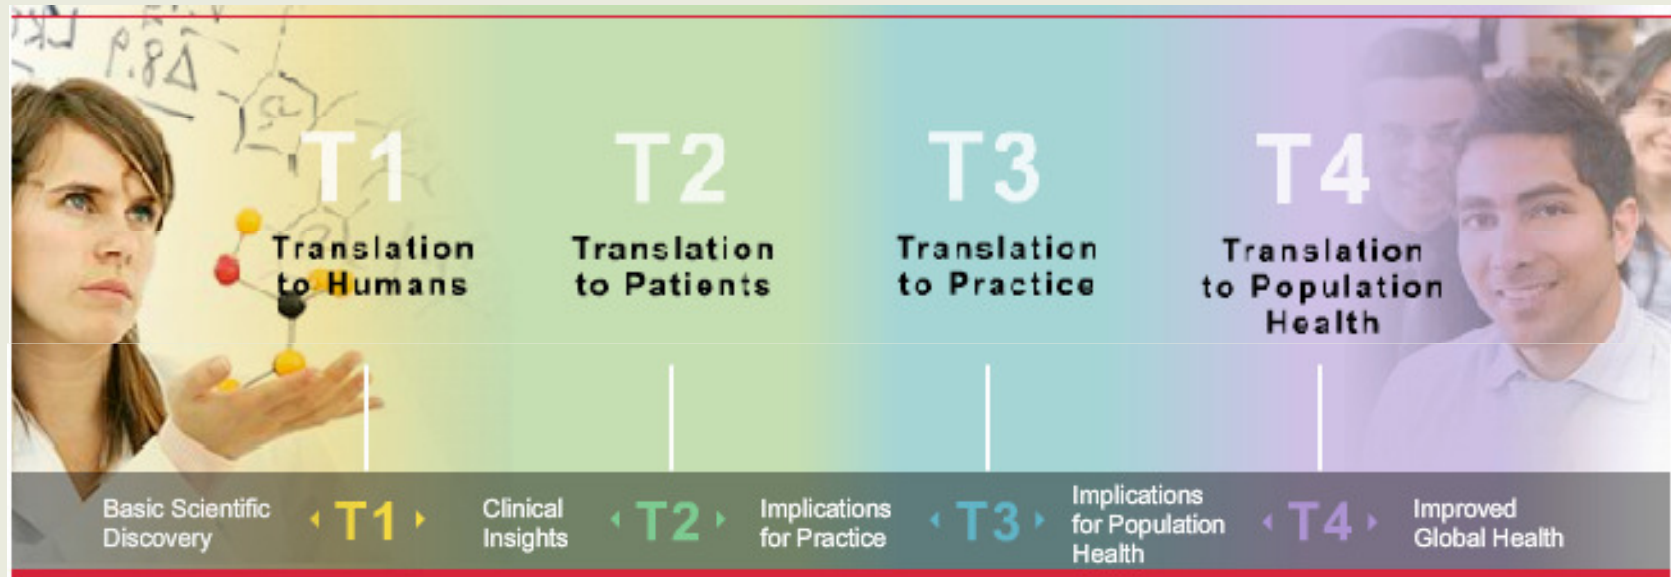 T1
Translation
to Humans
T2
Translation
to Patients
T3
Translation
to Practice
T4
Translation
to Population
Health
Basic Scientific
Discovery
T1
Clinical
Insights
T2
Implications
for Practice
T3
Implications
for Population
Health
T4
Improved
Global Health